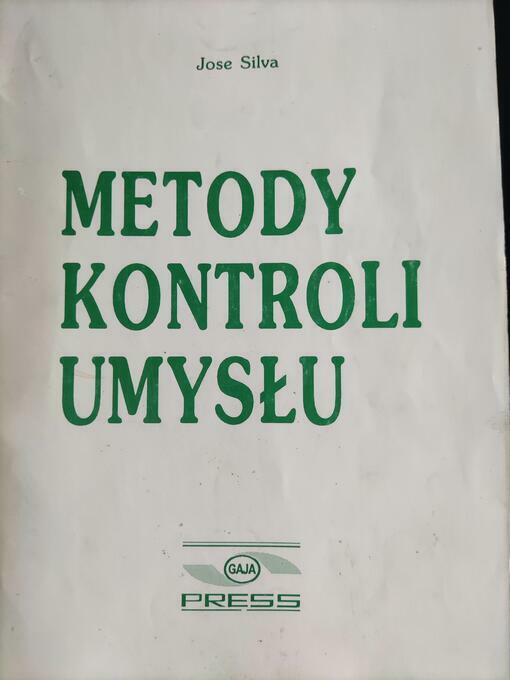 Jose Silva
METODY
KONTROLI
UMYSŁU
GAJA
PRESS